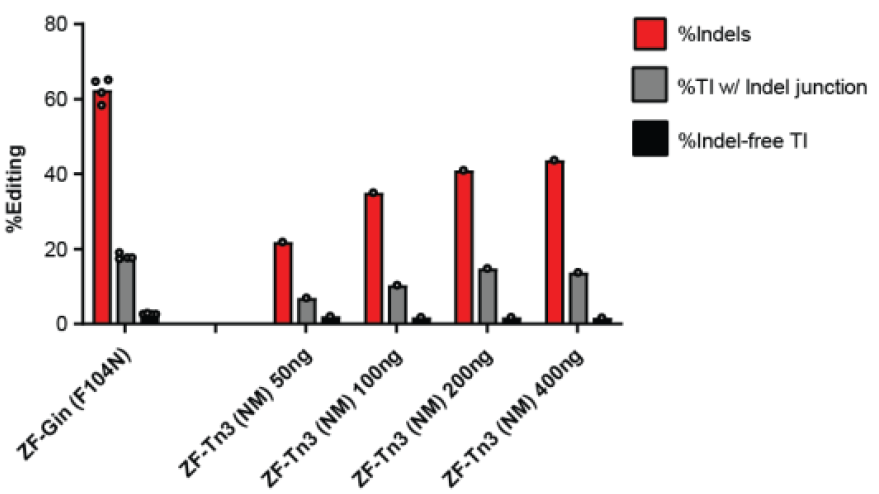 80
60
40
20
0
%Editing
%Indels
%TI w/ Indel junction
%Indel-free TI
ZF-Gin (F104N)
ZF-Tn3 (NM) 50ng
ZF-Tn3 (NM) 100ng
ZF-Tn3 (NM) 200ng
ZF-Tn3 (NM) 400ng